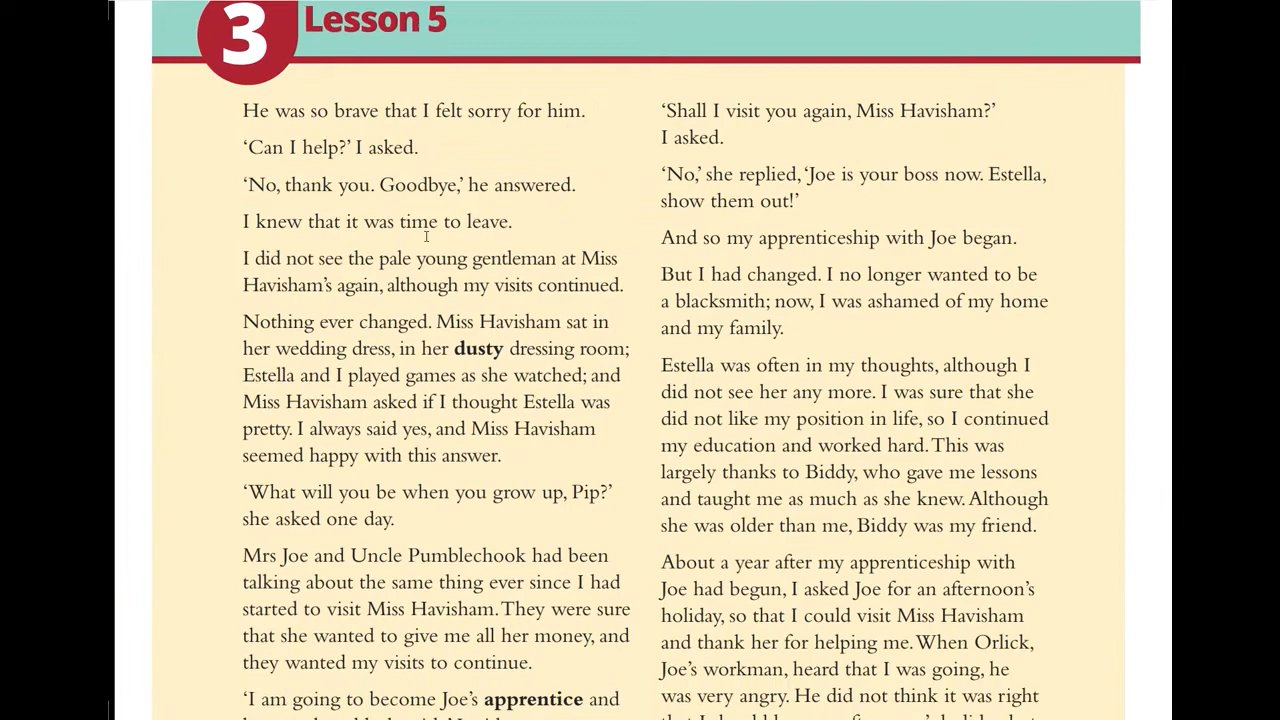 3
Lesson 5
He was so brave that I felt sorry for him.
‘Can I help?’ I asked.
‘No, thank you. Goodbye,’ he answered.
I knew that it was time to leave.
I did not see the pale young gentleman at Miss
Havisham’s again, although my visits continued.
Nothing ever changed. Miss Havisham sat in
her wedding dress, in her dusty dressing room;
Estella and I played games as she watched; and
Miss Havisham asked if I thought Estella was
pretty. I always said yes, and Miss Havisham
seemed happy with this answer.
‘What will you be when you grow up, Pip?’
she asked one day.
Mrs Joe and Uncle Pumblechook had been
talking about the same thing ever since I had
started to visit Miss Havisham. They were sure
that she wanted to give me all her money, and
they wanted my visits to continue.
‘I am going to become Joe’s apprentice and
‘Shall I visit you again, Miss Havisham?’
I asked.
‘No,’ she replied, ‘Joe is your boss now. Estella,
show them out!’
And so my apprenticeship with Joe began.
But I had changed. I no longer wanted to be
a blacksmith; now, I was ashamed of my home
and my family.
Estella was often in my thoughts, although I
did not see her any more. I was sure that she
did not like my position in life, so I continued
my education and worked hard. This was
largely thanks to Biddy, who gave me lessons
and taught me as much as she knew. Although
she was older than me, Biddy was my friend.
About a year after my apprenticeship with
Joe had begun, I asked Joe for an afternoon’s
holiday, so that I could visit Miss Havisham
and thank her for helping me. When Orlick,
Joe’s workman, heard that I was going, he
was very angry. He did not think it was right